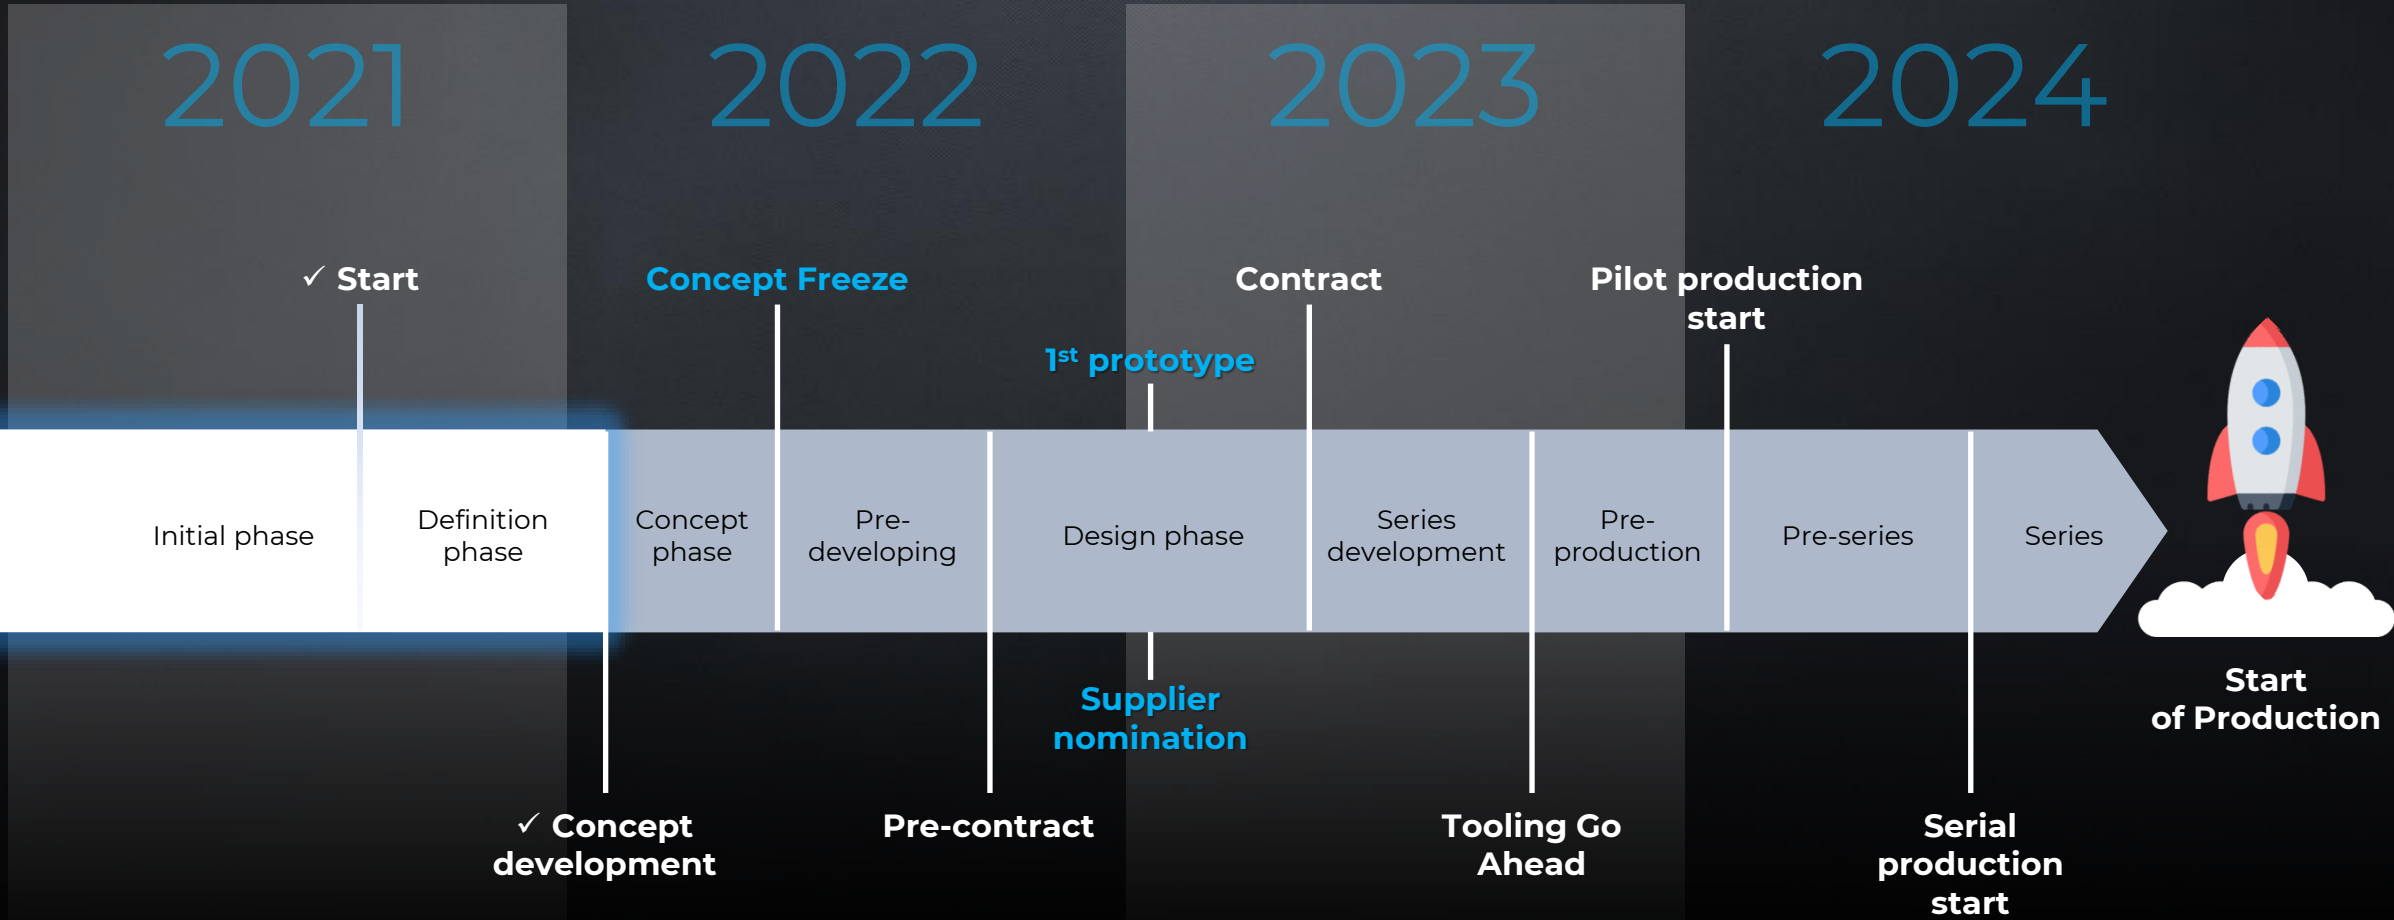 2021
2022
2023
2024
✓ Start
Concept Freeze
Contract
Pilot production
start
1st prototype
Initial phase
Definition
phase
Concept
phase
Pre-
developing
Design phase
Series
development
Pre-
production
Pre-series
Series
Supplier
nomination
Start
of Production
✓ Concept
development
Pre-contract
Tooling Go
Ahead
Serial
production
start